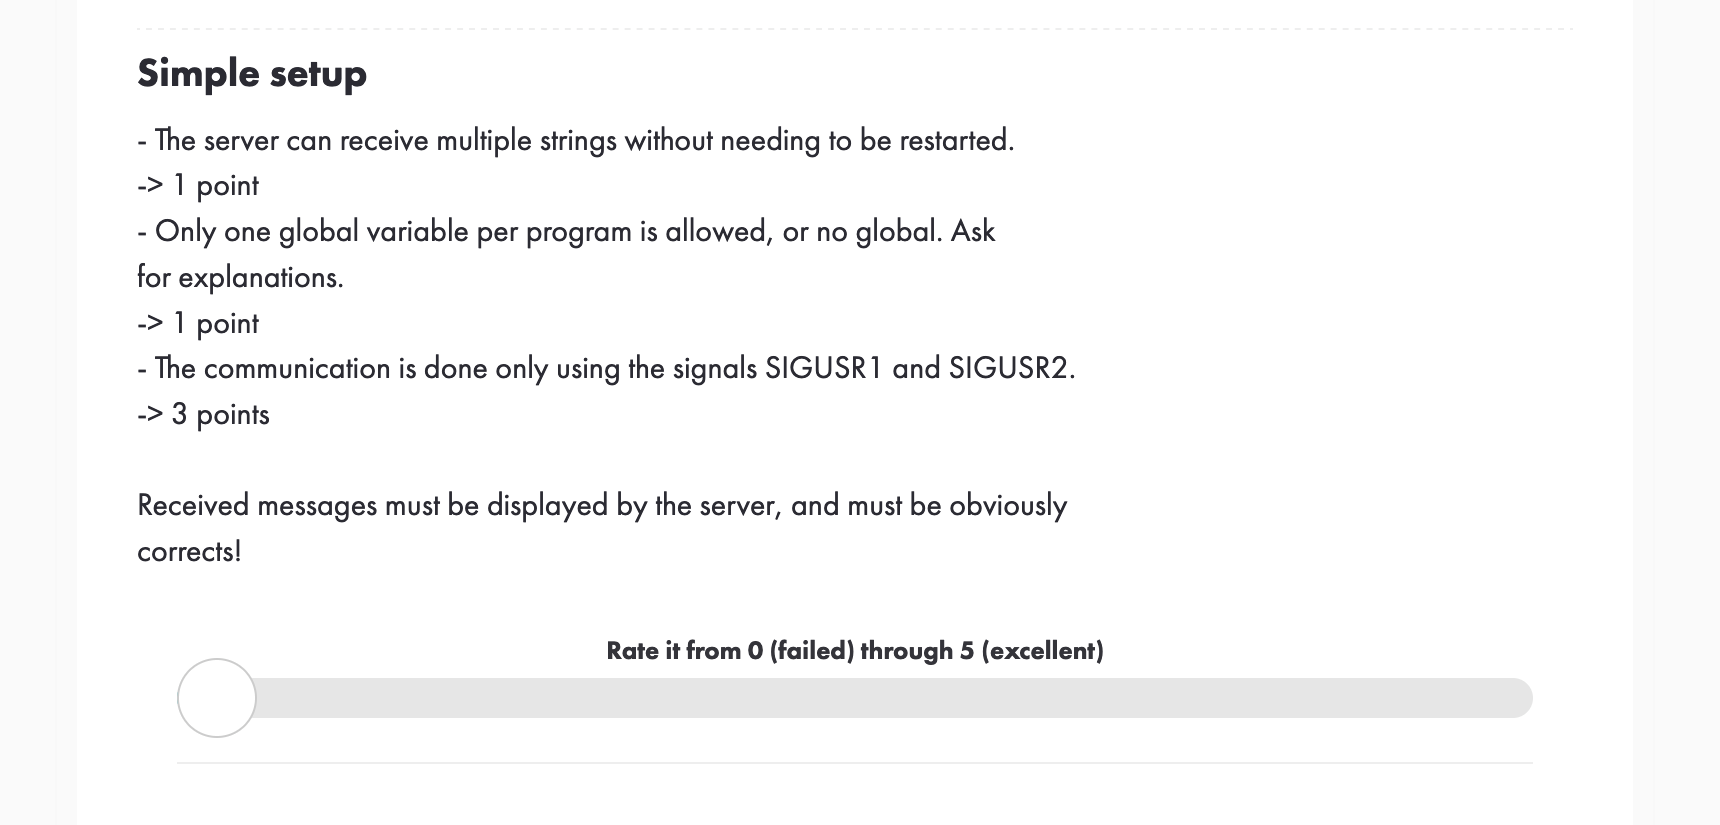 Simple setup
- The server can receive multiple strings without needing to be restarted.
-> 1 point
- Only one global variable per program is allowed, or no global. Ask
for explanations.
-> 1 point
- The communication is done only using the signals SIGUSR1 and SIGUSR2.
-> 3 points
Received messages must be displayed by the server, and must be obviously
corrects!
Rate it from 0 (failed) through 5 (excellent)